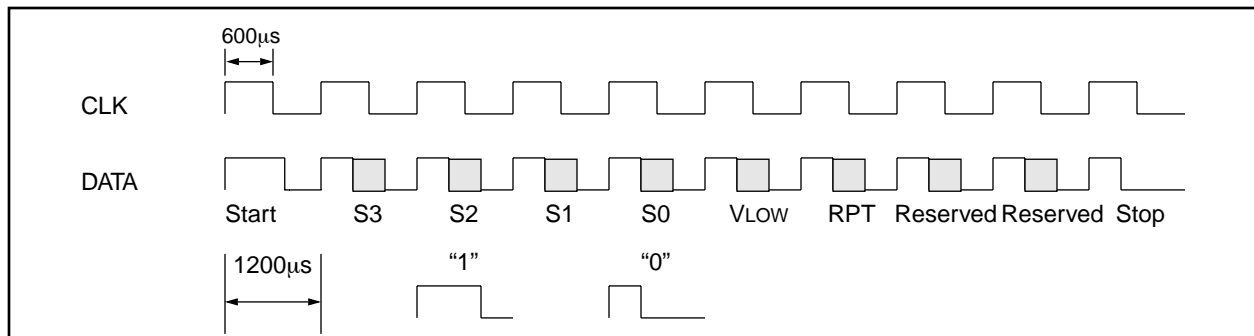 600μs
CLK
DATA
Start S3 S2 S1 S0 VLOW RPT Reserved Reserved Stop
1200μs “1” “0”